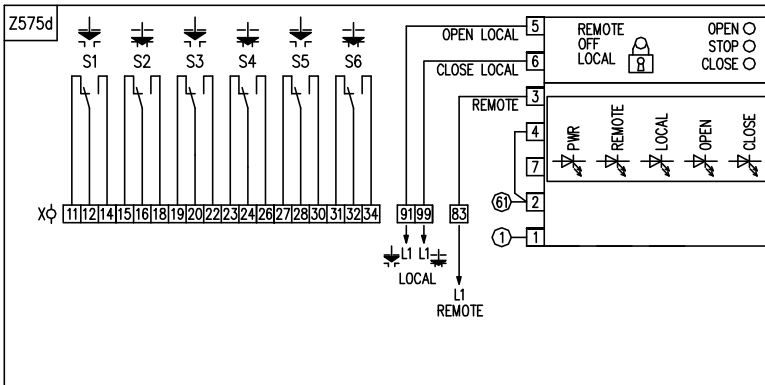 Z575d
S1 S2 S3 S4 S5 S6
OPEN LOCAL 5
CLOSE LOCAL 6
REMOTE 3
4
7
61 2
1 1
REMOTE
OFF
LOCAL
OPEN
STOP
CLOSE
PWR
REMOTE
LOCAL
OPEN
CLOSE
X 11 12 14 15 16 18 19 20 22 23 24 26 27 28 30 31 32 34 91 99 83
L1 L1
LOCAL
L1
REMOTE